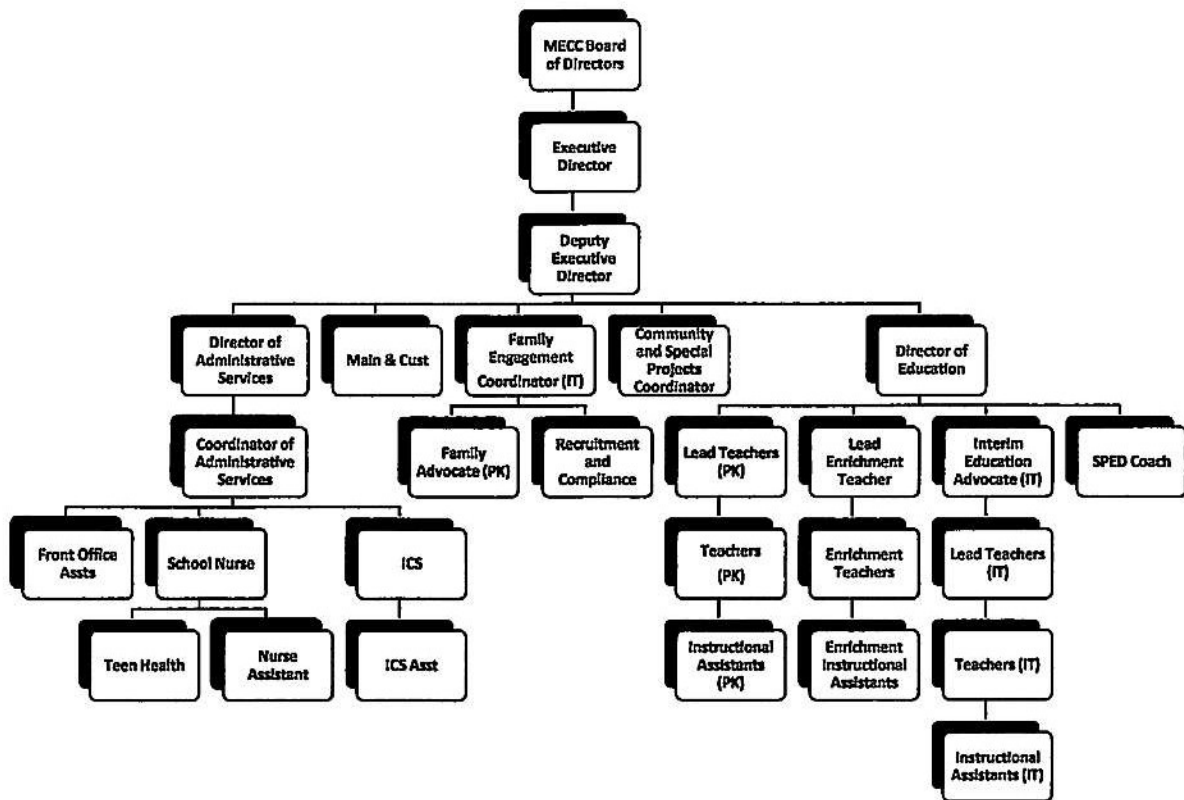 MECC Board
of Directors
Executive
Director
Deputy
Executive
Director
Director of
Administrative
Services
Main & Cust
Family
Engagement
Coordinator (IT)
Community
and Special
Projects
Coordinator
Director of
Education
Coordinator of
Administrative
Services
Family
Advocate (PK)
Recruitment
and
Compliance
Lead Teachers
(PK)
Lead
Enrichment
Teacher
Interim
Education
Advocate (IT)
SPED Coach
Front Office
Assts
School Nurse
ICS
Teachers
(PK)
Enrichment
Teachers
Lead Teachers
(IT)
Teen Health
Nurse
Assistant
ICS Asst
Instructional
Assistants
(PK)
Enrichment
Instructional
Assistants
Teachers (IT)
Instructional
Assistants (IT)